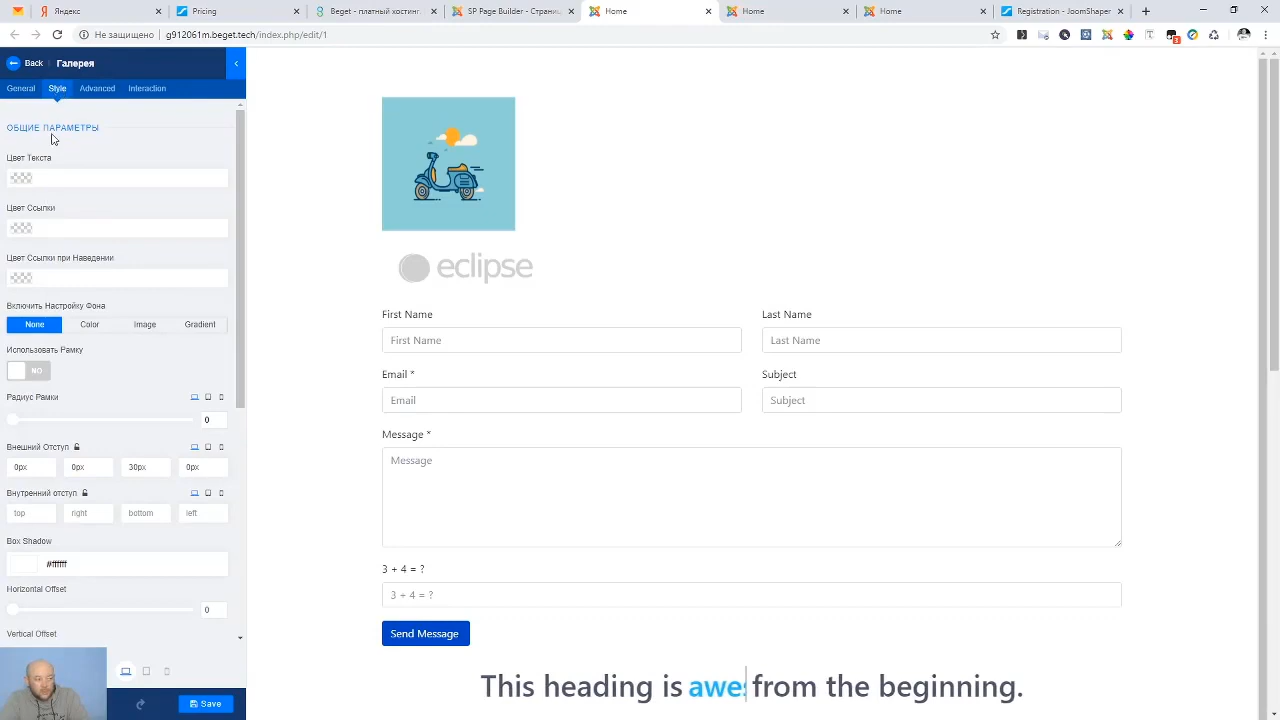 Яндекс
Pricing
Beget - платный хостинг
SP Page Builder - Страниц
Home
Home
Home
Registration - JoomShaper
Не защищено
g912061m.beget.tech/index.php/edit/1
Back
Галерея
General
Style
Advanced
Interaction
ОБЩИЕ ПАРАМЕТРЫ
Цвет Текста
Цвет Ссылки
Цвет Ссылки при Наведении
Включить Настройку Фона
None
Color
Image
Gradient
Использовать Рамку
NO
Радиус Рамки
0
Внешний Отступ
0px
0px
30px
0px
Внутренний отступ
top
right
bottom
left
Box Shadow
#ffffff
Horizontal Offset
0
Vertical Offset
Save
eclipse
First Name
Last Name
First Name
Last Name
Email *
Subject
Email
Subject
Message *
Message
3 + 4 = ?
3 + 4 = ?
Send Message
This heading is awes from the beginning.